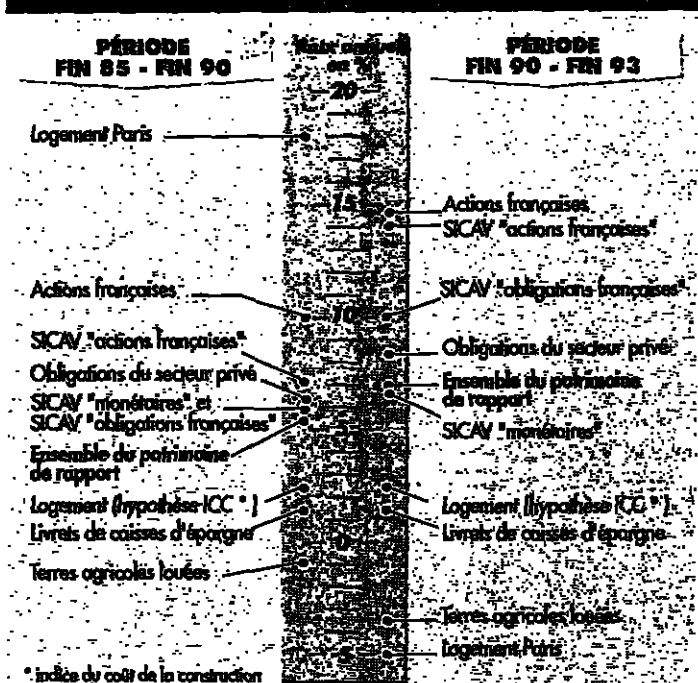 PÉRIODE
FIN 85 - FIN 90
Taux annuel
en %
PÉRIODE
FIN 90 - FIN 93
20
Logement Paris
15
Actions françaises
SICAV "actions françaises"
Actions françaises
SICAV "obligations françaises"
10
SICAV "actions françaises"
Obligations du secteur privé
Obligations du secteur privé
Ensemble du patrimoine
de rapport
SICAV "monétaires" et
SICAV "obligations françaises"
SICAV "monétaires"
Ensemble du patrimoine
de rapport
Logement (hypothèse ICC *)
Logement (hypothèse ICC *)
Livrets de caisses d'épargne
Livrets de caisses d'épargne
0
Terres agricoles louées
Terres agricoles louées
Logement Paris
* indice du coût de la construction